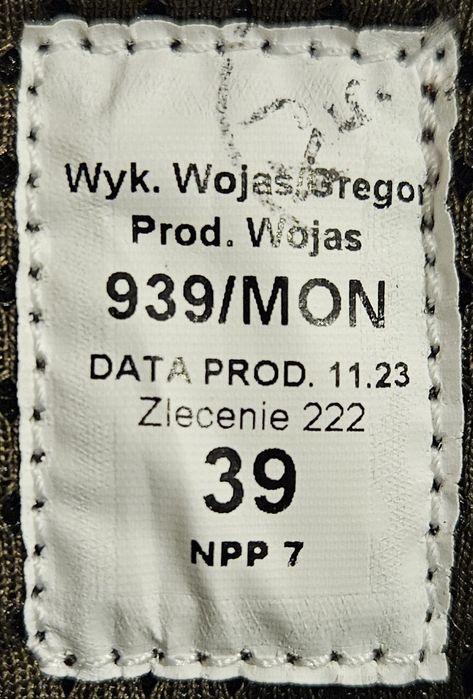 Wyk. Wojas/Gregor
Prod. Wojas
939/MON
DATA PROD. 11.23
Zlecenie 222
39
NPP 7